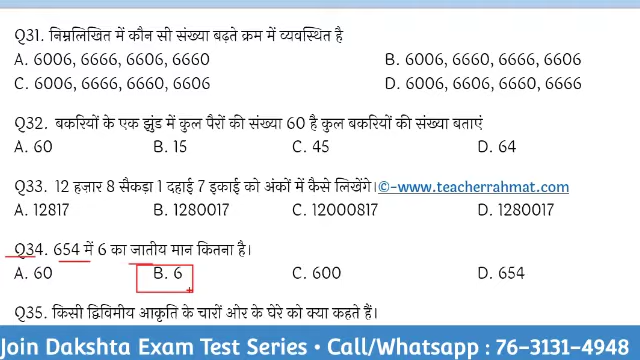 Q31. निम्नलिखित में कौन सी संख्या बढ़ते क्रम में व्यवस्थित है
A. 6006, 6666, 6606, 6660 B. 6006, 6660, 6666, 6606
C. 6006, 6666, 6660, 6606 D. 6006, 6606, 6660, 6666
Q32. बकरियों के एक झुंड में कुल पैरों की संख्या 60 है कुल बकरियों की संख्या बताएं
A. 60 B. 15 C. 45 D. 64
Q33. 12 हज़ार 8 सैकड़ा 1 दहाई 7 इकाई को अंकों में कैसे लिखेंगे।©-www.teacherrahmat.com
A. 12817 B. 1280017 C. 12000817 D. 1280017
Q34. 654 में 6 का जातीय मान कितना है।
A. 60 B. 6 C. 600 D. 654
Q35. किसी द्विविमीय आकृति के चारों ओर के घेरे को क्या कहते हैं।
Join Dakshta Exam Test Series • Call/Whatsapp : 76-3131-4948